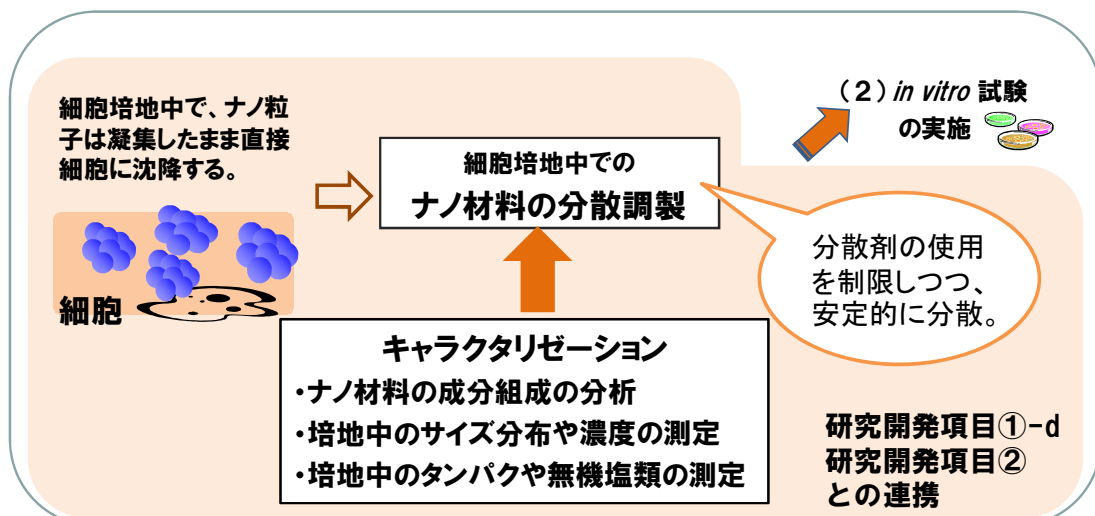 細胞培地中で、ナノ粒
子は凝集したまま直接
細胞に沈降する。
細胞
細胞培地中での
ナノ材料の分散調製
(2) in vitro 試験
の実施
分散剤の使用
を制限しつつ、
安定的に分散。
キャラクタリゼーション
・ナノ材料の成分組成の分析
・培地中のサイズ分布や濃度の測定
・培地中のタンパクや無機塩類の測定
研究開発項目①-d
研究開発項目②
との連携